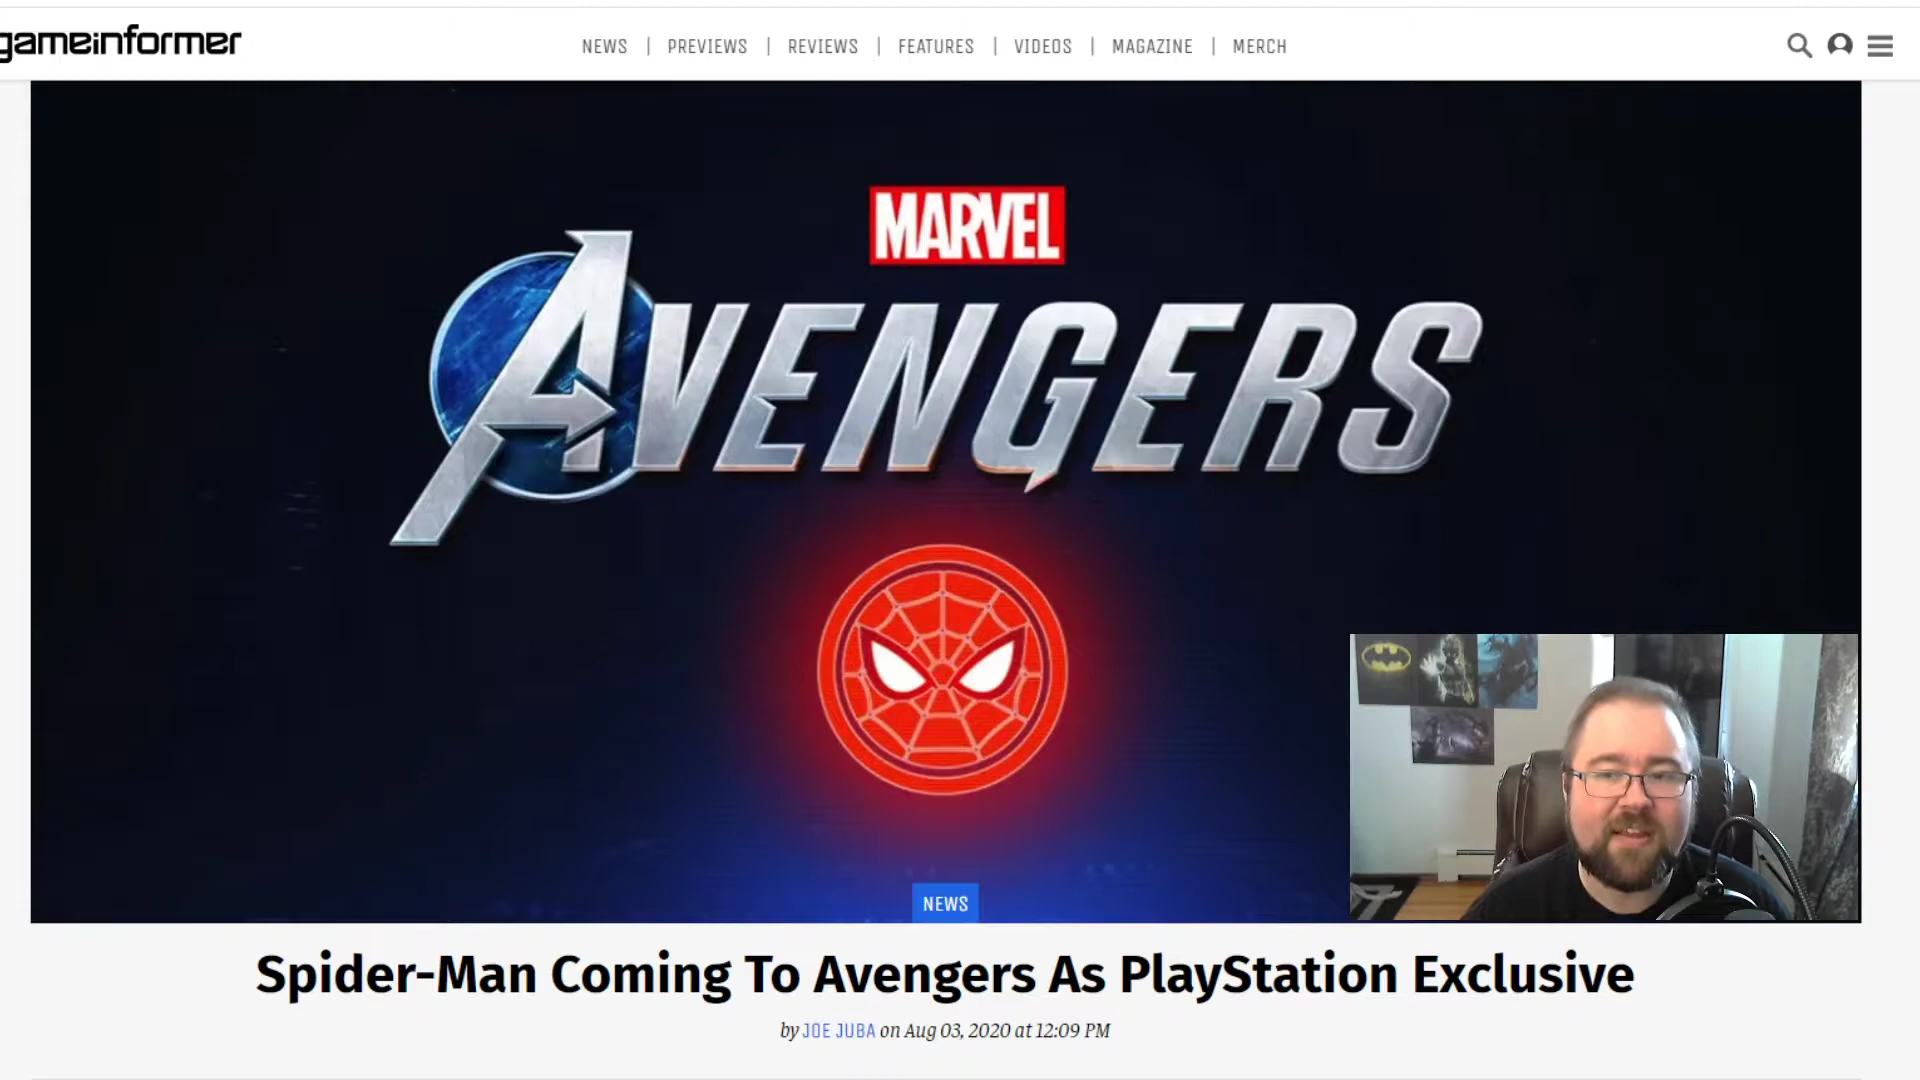 gameinformer
NEWS | PREVIEWS | REVIEWS | FEATURES | VIDEOS | MAGAZINE | MERCH
MARVEL
AVENGERS
NEWS
Spider-Man Coming To Avengers As PlayStation Exclusive
by JOE JUBA on Aug 03, 2020 at 12:09 PM